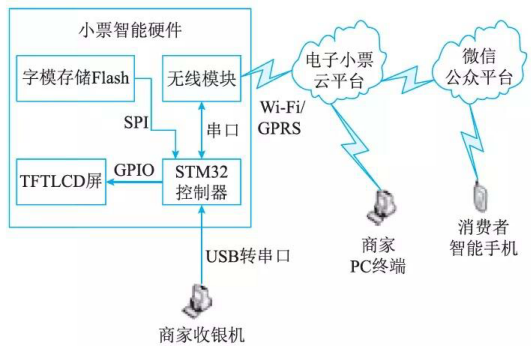 小票智能硬件
字模存储Flash
无线模块
电子小票
云平台
微信
公众平台
Wi-Fi/
GPRS
SPI
串口
TFTLCD屏
GPIO
STM32
控制器
USB转串口
商家
PC终端
消费者
智能手机
商家收银机